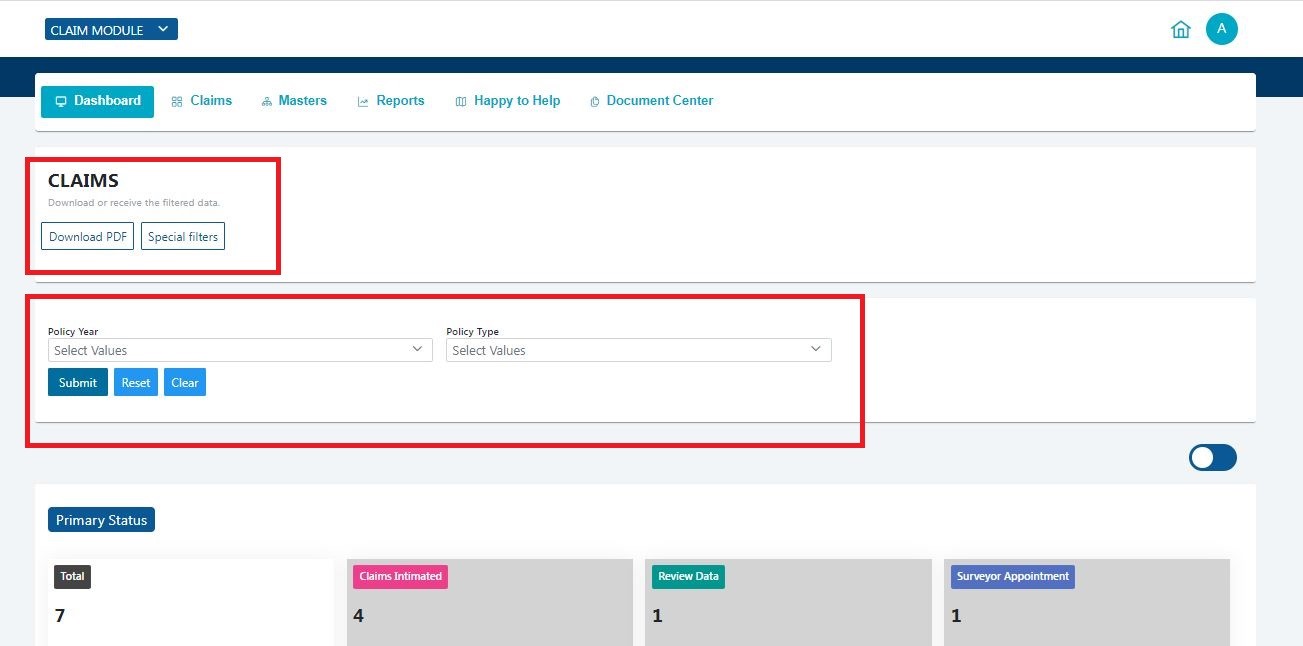 CLAIM MODULE
A
Dashboard Claims Masters Reports Happy to Help Document Center
CLAIMS
Download or receive the filtered data.
Download PDF Special filters
Policy Year Policy Type
Select Values Select Values
Submit Reset Clear
Primary Status
Total Claims Intimated Review Data Surveyor Appointment
7 4 1 1